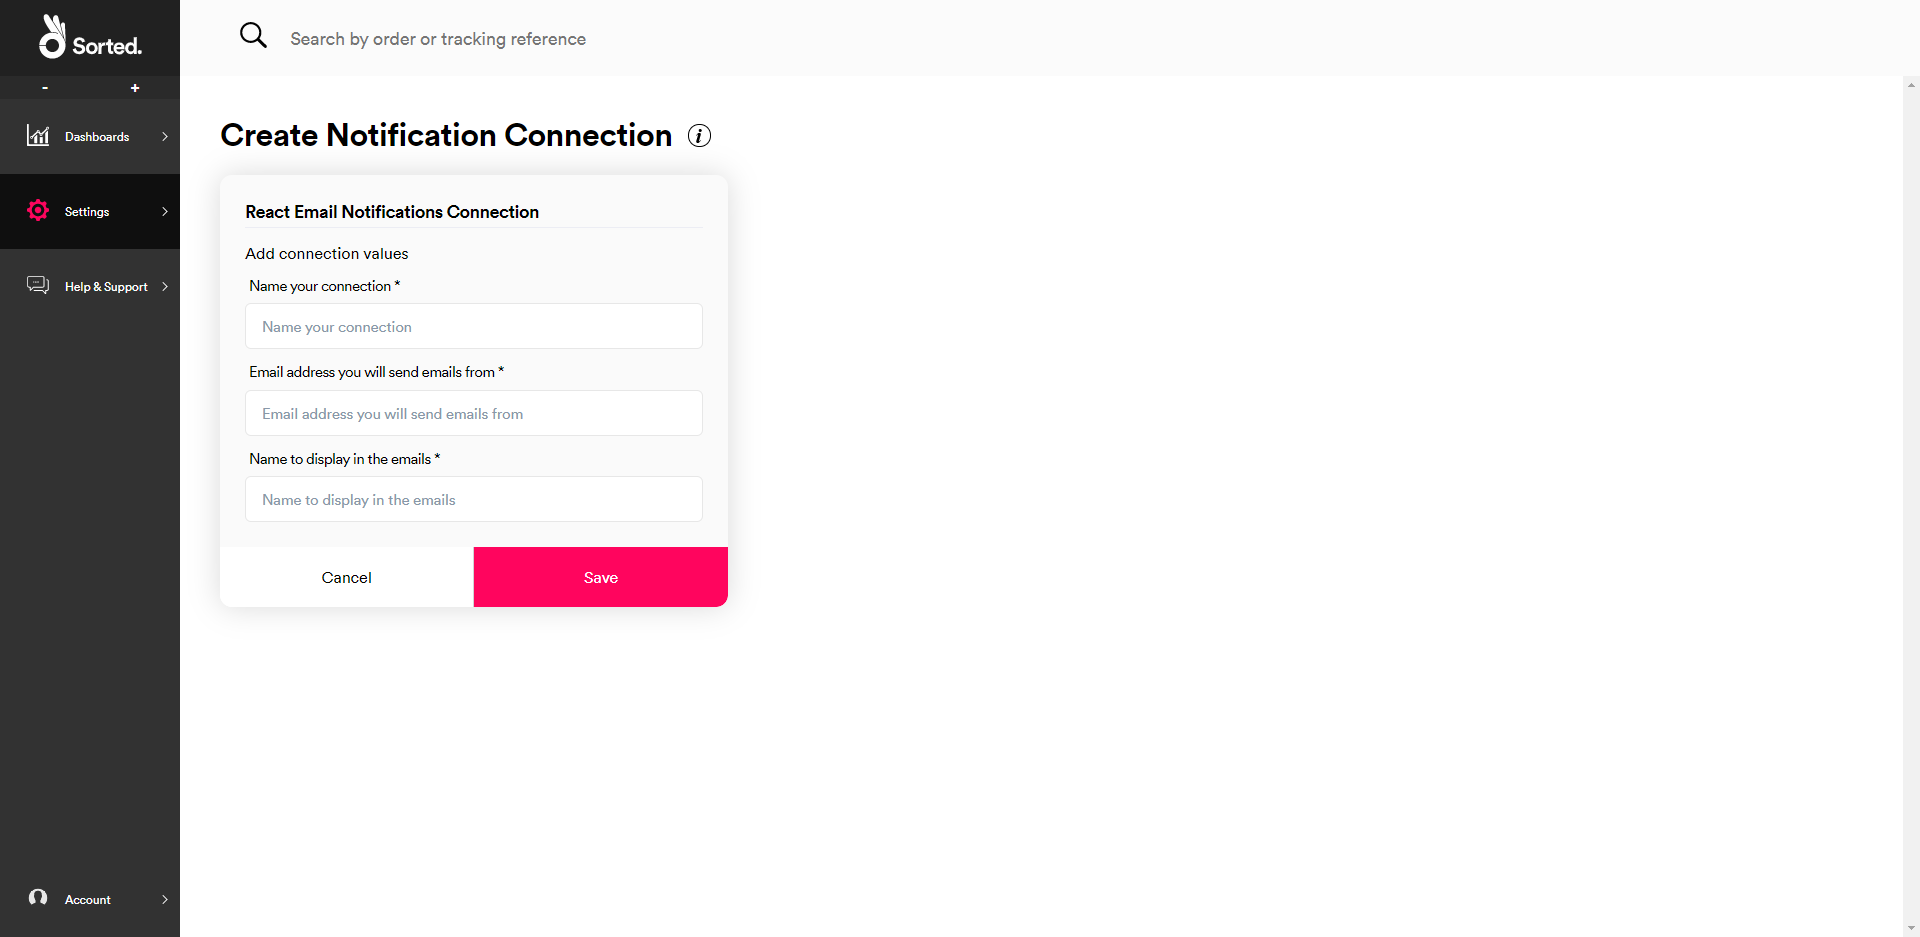 Sorted.
Search by order or tracking reference
- +
Dashboards
Settings
Help & Support
Account
Create Notification Connection i
React Email Notifications Connection
Add connection values
Name your connection *
Name your connection
Email address you will send emails from *
Email address you will send emails from
Name to display in the emails *
Name to display in the emails
Cancel Save